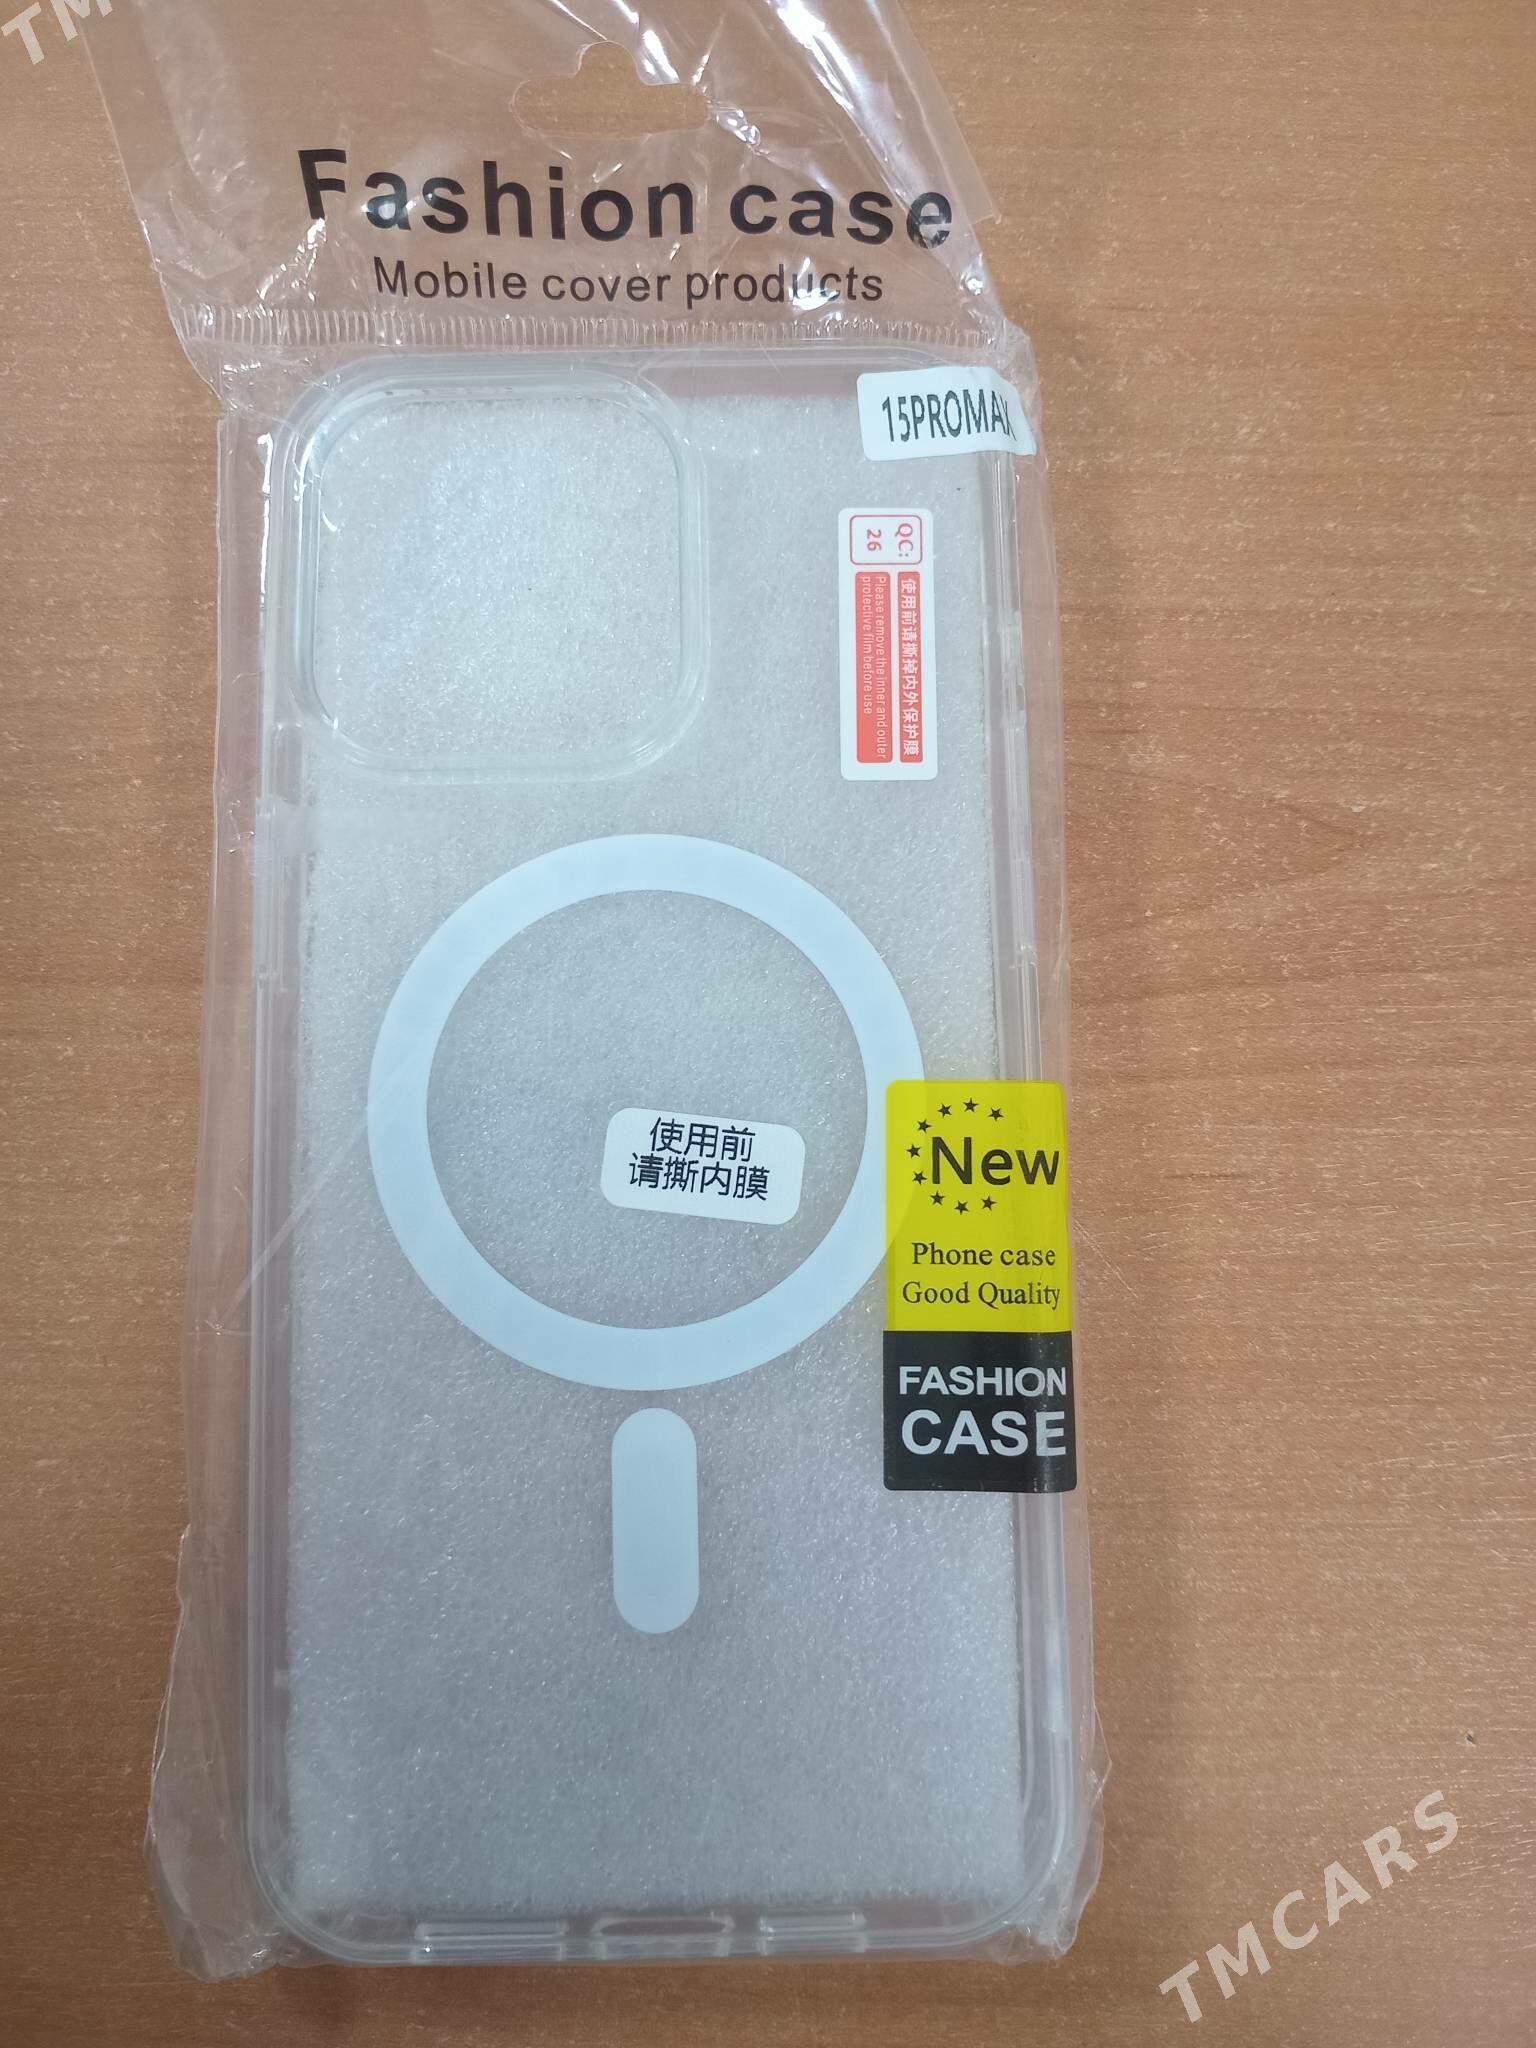 TM
Fashion case
Mobile cover products
15PROMAX
QC:
26
使用前请撕掉内外保护膜
Please remove the inner and outer
protective film before use
使用前
请撕内膜
New
Phone case
Good Quality
FASHION
CASE
TMCARS